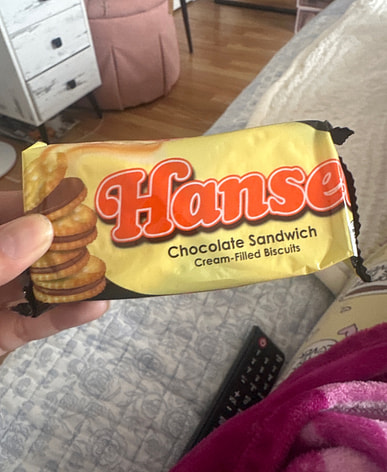 Hanse
Chocolate Sandwich
Cream-Filled Biscuits